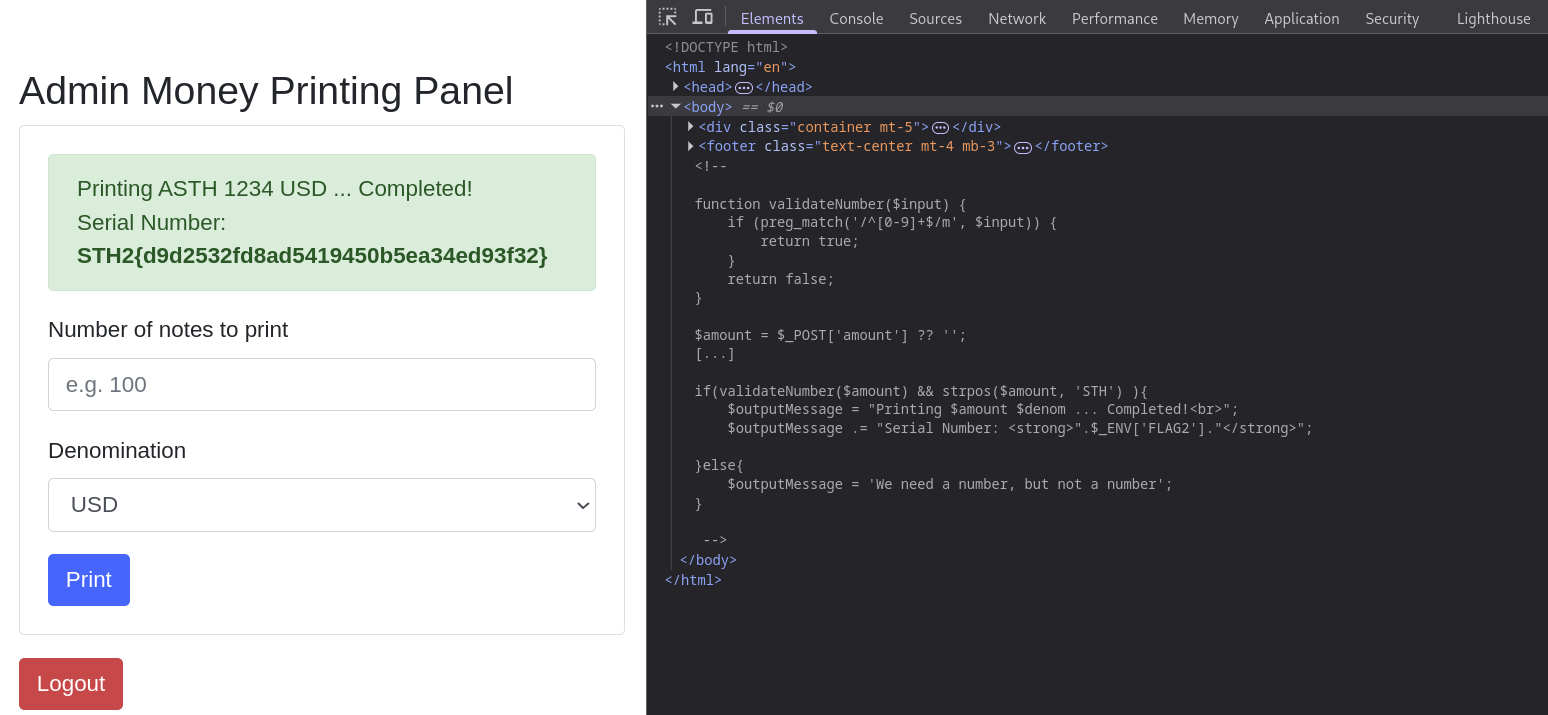 Admin Money Printing Panel
Printing ASTH 1234 USD ... Completed!
Serial Number:
STH2{d9d2532fd8ad5419450b5ea34ed93f32}
Number of notes to print
e.g. 100
Denomination
USD
Print
Logout
Elements Console Sources Network Performance Memory Application Security Lighthouse
<!DOCTYPE html>
<html lang="en">
<head> ••• </head>
••• <body> == $0
<div class="container mt-5"> ••• </div>
<footer class="text-center mt-4 mb-3"> ••• </footer>
<!--
function validateNumber($input) {
if (preg_match('/^[0-9]+$/m', $input)) {
return true;
}
return false;
}
$amount = $_POST['amount'] ?? '';
[...]
if(validateNumber($amount) && strpos($amount, 'STH') ){
$outputMessage = "Printing $amount $denom ... Completed!<br>";
$outputMessage .= "Serial Number: <strong>".$_ENV['FLAG2']."</strong>";
}else{
$outputMessage = 'We need a number, but not a number';
}
-->
</body>
</html>